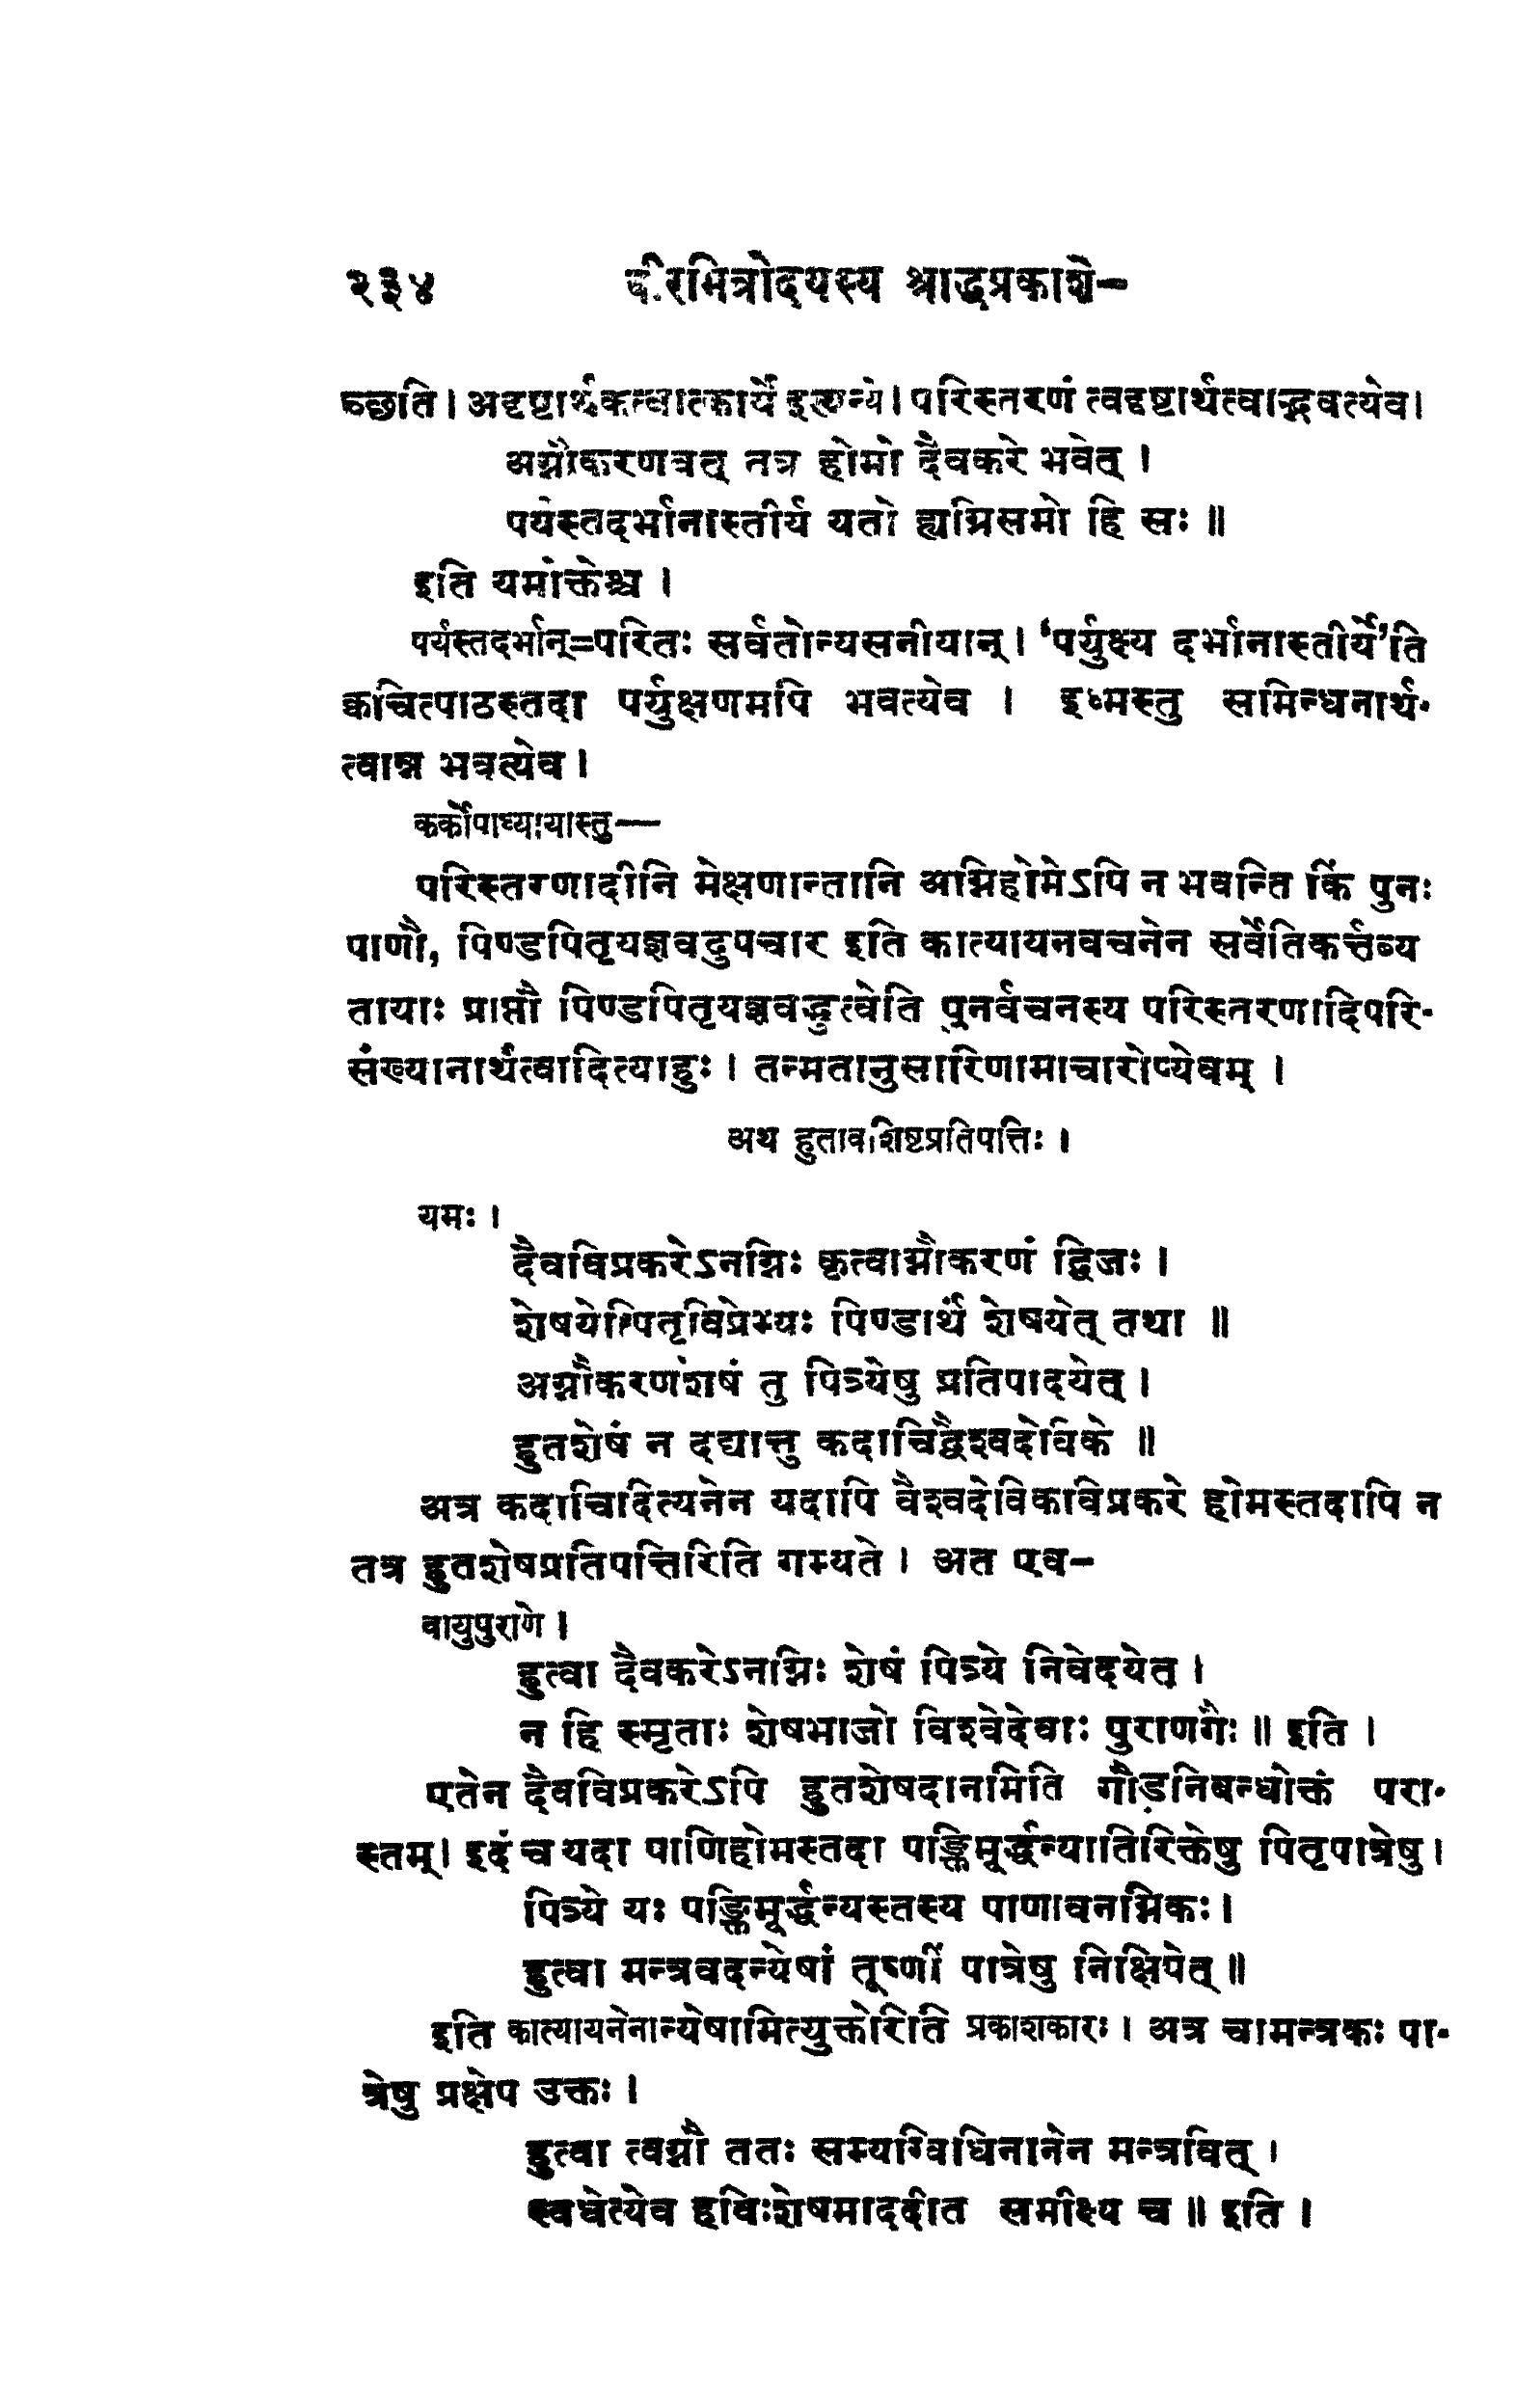 २३४ वीरमित्रोदयस्य श्राद्धप्रकाशे-
च्छति । अदृष्टार्थकत्वात्कार्ये इत्यन्ये । परिस्तरणं त्वदृष्टार्थत्वाद्भवत्येव ।
अग्नौकरणवत् तत्र होमो दैवकरे भवेत् ।
पर्यस्तदर्भानास्तीर्य यतो ह्यग्निसमो हि सः ॥
इति यमोक्तेश्च ।
पर्यस्तदर्भान्=परितः सर्वतोन्यसनीयान् । ‘पर्युक्ष्य दर्भानास्तीर्ये’ति
क्वचित्पाठस्तदा पर्युक्षणमपि भवत्येव । इध्मस्तु समिन्धनार्थ-
त्वान्न भवत्येव ।
कर्कोपाध्यायास्तु—
परिस्तरणादीनि मेक्षणान्तानि अग्निहोमेऽपि न भवन्ति किं पुनः
पाणौ, पिण्डपितृयज्ञवदुपचार इति कात्यायनवचनेन सर्वेतिकर्त्तव्य
तायाः प्राप्तौ पिण्डपितृयज्ञवद्धुत्वेति पुनर्वचनस्य परिस्तरणादिपरि-
संख्यानार्थत्वादित्याहुः । तन्मतानुसारिणामाचारोप्येवम् ।
अथ हुतावशिष्टप्रतिपत्तिः ।
यमः ।
दैवविप्रकरेऽनग्निः कृत्वाग्नौकरणं द्विजः ।
शेषयेत्पितृविप्रेभ्यः पिण्डार्थं शेषयेत् तथा ॥
अग्नौकरणशेषं तु पित्र्येषु प्रतिपादयेत् ।
हुतशेषं न दद्यात्तु कदाचिद्वैश्वदेविके ॥
अत्र कदाचिदित्यनेन यदापि वैश्वदेविकविप्रकरे होमस्तदापि न
तत्र हुतशेषप्रतिपत्तिरिति गम्यते । अत एव-
वायुपुराणे ।
हुत्वा दैवकरेऽनग्निः शेषं पित्र्ये निवेदयेत् ।
न हि स्मृताः शेषभाजो विश्वेदेवाः पुराणगैः ॥ इति ।
एतेन दैवविप्रकरेऽपि हुतशेषदानमिति गौडनिबन्धोक्तं परा-
स्तम् । इदं च यदा पाणिहोमस्तदा पङ्क्तिमूर्द्धन्यातिरिक्तेषु पितृपात्रेषु ।
पित्र्ये यः पङ्क्तिमूर्द्धन्यस्तस्य पाणावनग्निकः ।
हुत्वा मन्त्रवदन्येषां तूष्णीं पात्रेषु निक्षिपेत् ॥
इति कात्यायनेनान्येषामित्युक्तेरिति प्रकाशकारः । अत्र चामन्त्रकः पा-
त्रेषु प्रक्षेप उक्तः ।
हुत्वा त्वग्नौ ततः सम्यग्विधिनानेन मन्त्रवित् ।
स्वधेत्येव हविःशेषमाददीत समीक्ष्य च ॥ इति ।